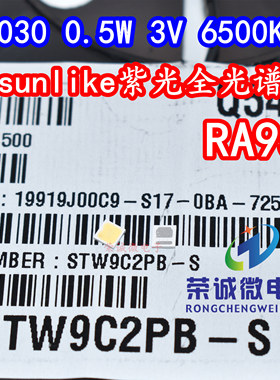 030 0.5W 3V 6500K
sunlike紫光全光谱
RA9
500
: 19919J00C9-S17-0BA-725
MBER : STW9C2PB-S
荣诚微电
RONGCHENGWEI
TW9C2PB-S